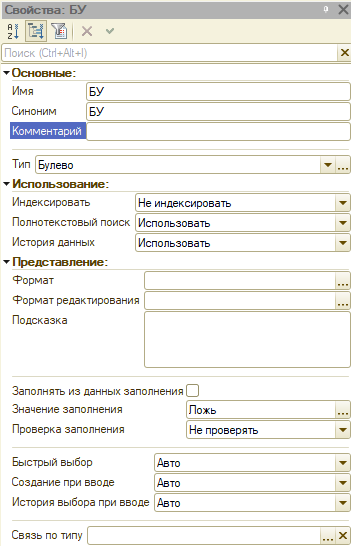 Свойства: БУ
Поиск (Ctrl+Alt+I)
Основные:
Имя БУ
Синоним БУ
Комментарий
Тип Булево
Использование:
Индексировать Не индексировать
Полнотекстовый поиск Использовать
История данных Использовать
Представление:
Формат
Формат редактирования
Подсказка
Заполнять из данных заполнения
Значение заполнения Ложь
Проверка заполнения Не проверять
Быстрый выбор Авто
Создание при вводе Авто
История выбора при вводе Авто
Связь по типу